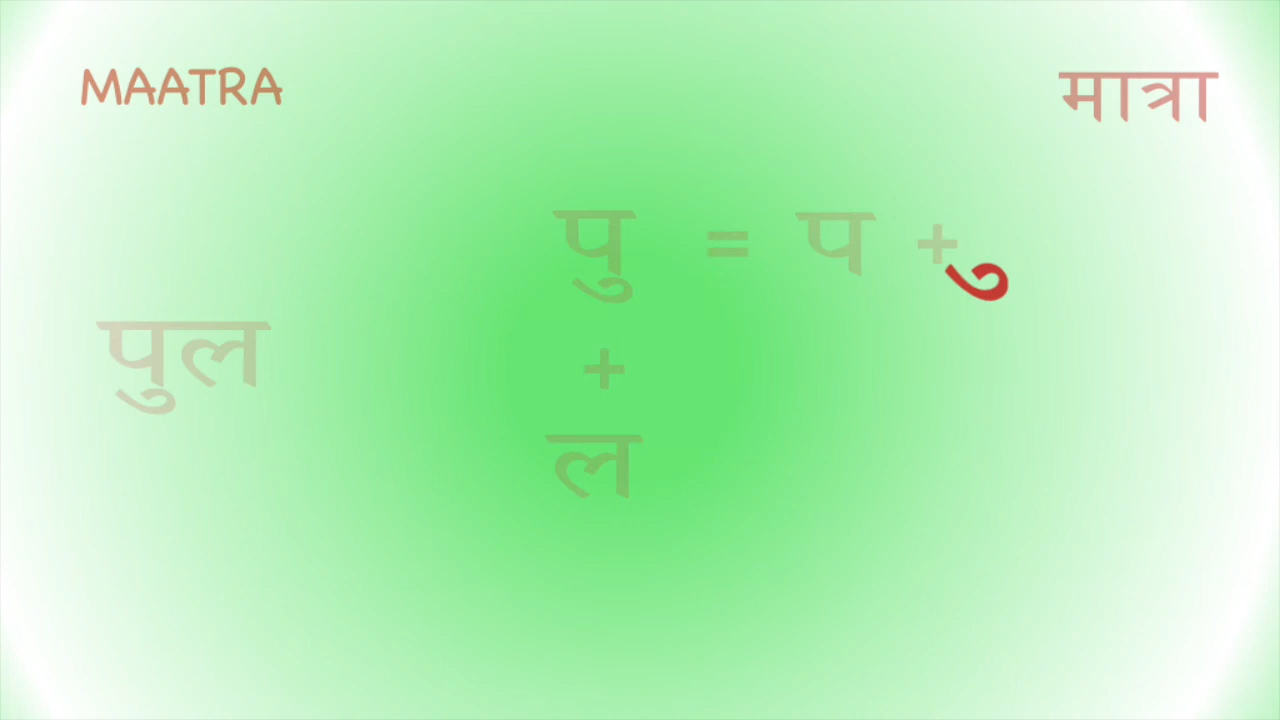 MAATRA मात्रा
पु = प + ु
पुल
+
ल